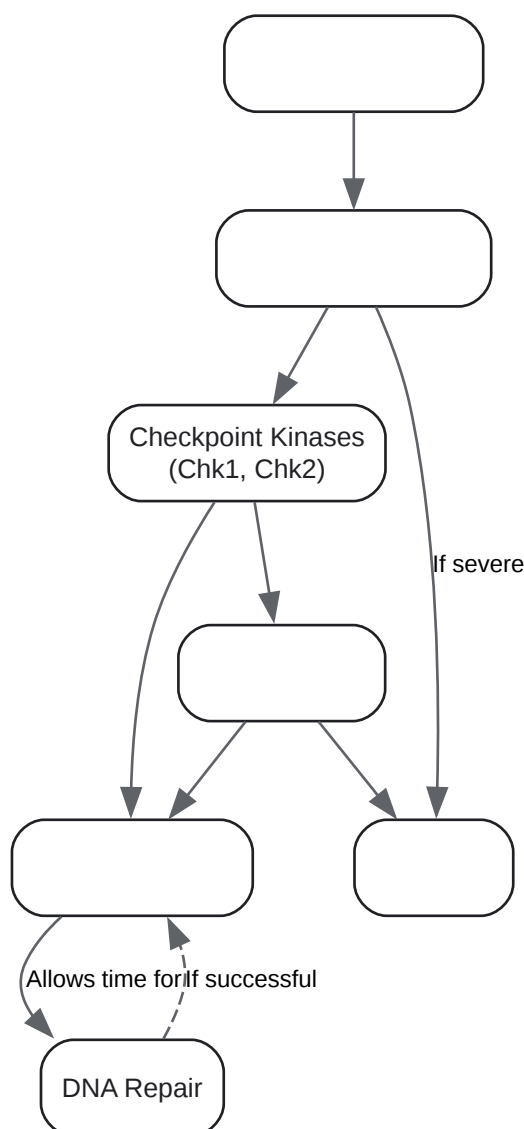 Checkpoint Kinases
(Chk1, Chk2)
If severe
Allows time for
If successful
DNA Repair